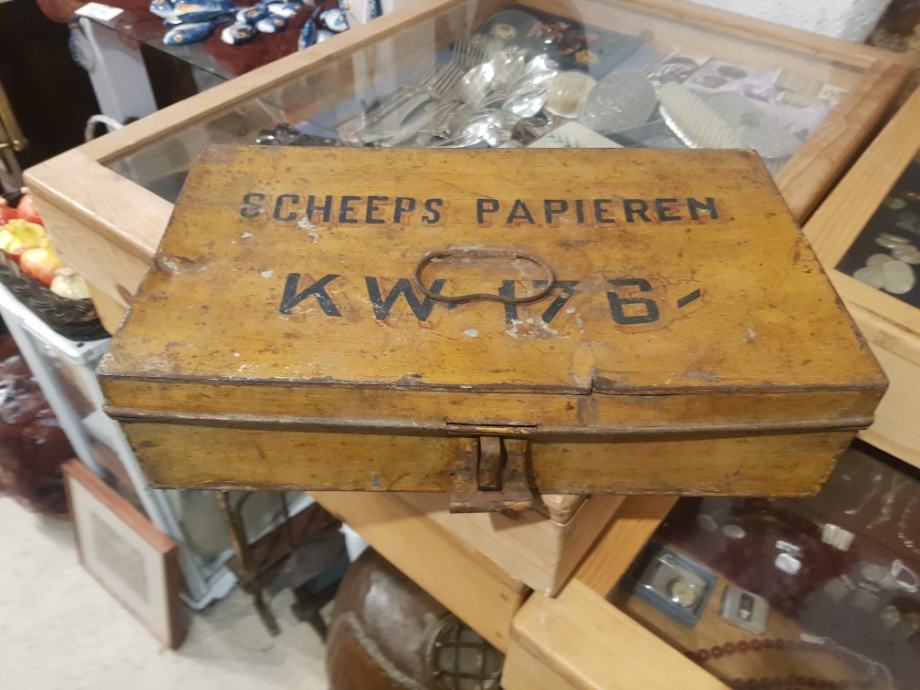 SCHEEPS PAPIEREN
KW-176-